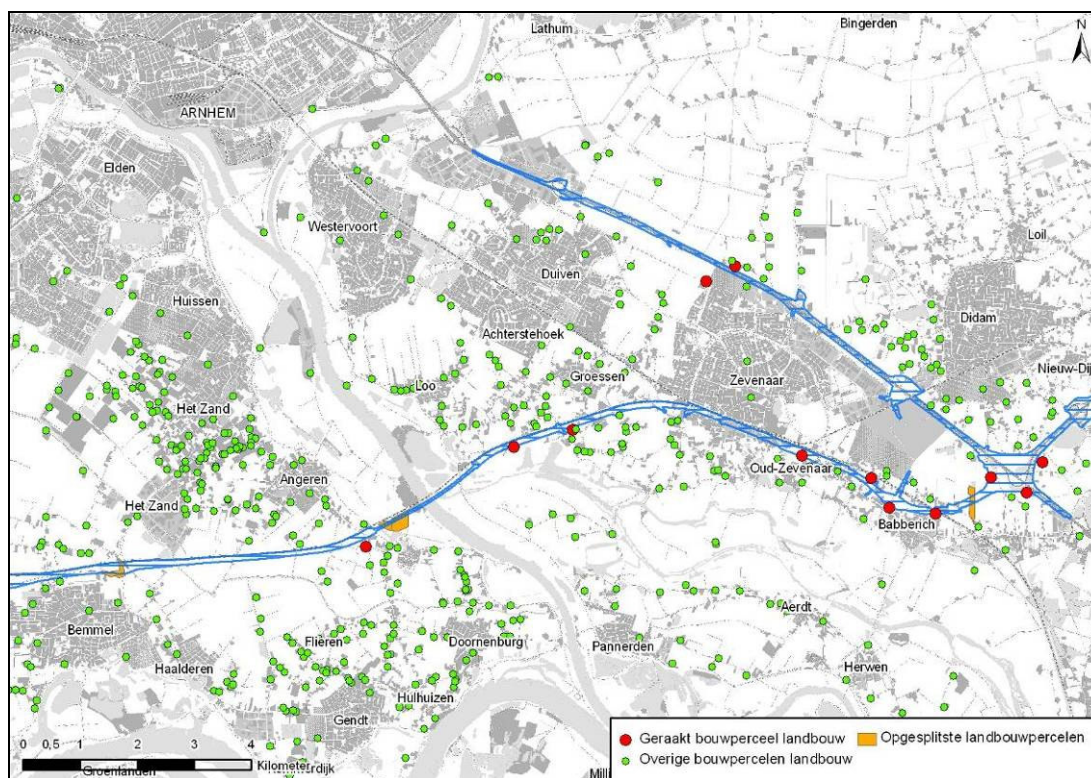 Lathum
Bingerden
N
ARNHEM
Elden
Westervoort
Loil
Duiven
Huissen
Didam
Achterstehoek
Nieuw-Dij
Groessen
Zevenaar
Loo
Het Zand
Oud-Zevenaar
Angeren
Het Zand
Babberich
Aerdt
Bemmel
Flieren
Doornenburg
Pannerden
Haalderen
Herwen
Hulhuizen
Gendt
Geraakt bouwperceel landbouw
Opgesplitste landbouwpercelen
0 0,5 1 2 3 4
Overige bouwpercelen landbouw
Kilometer
Groenlanden